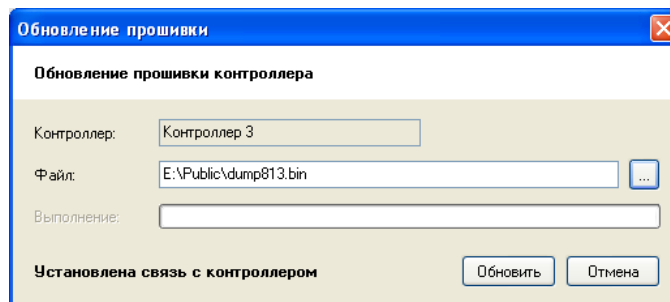 Обновление прошивки
Обновление прошивки контроллера
Контроллер: Контроллер 3
Файл: E:\Public\dump813.bin ...
Выполнение:
Установлена связь с контроллером Обновить Отмена